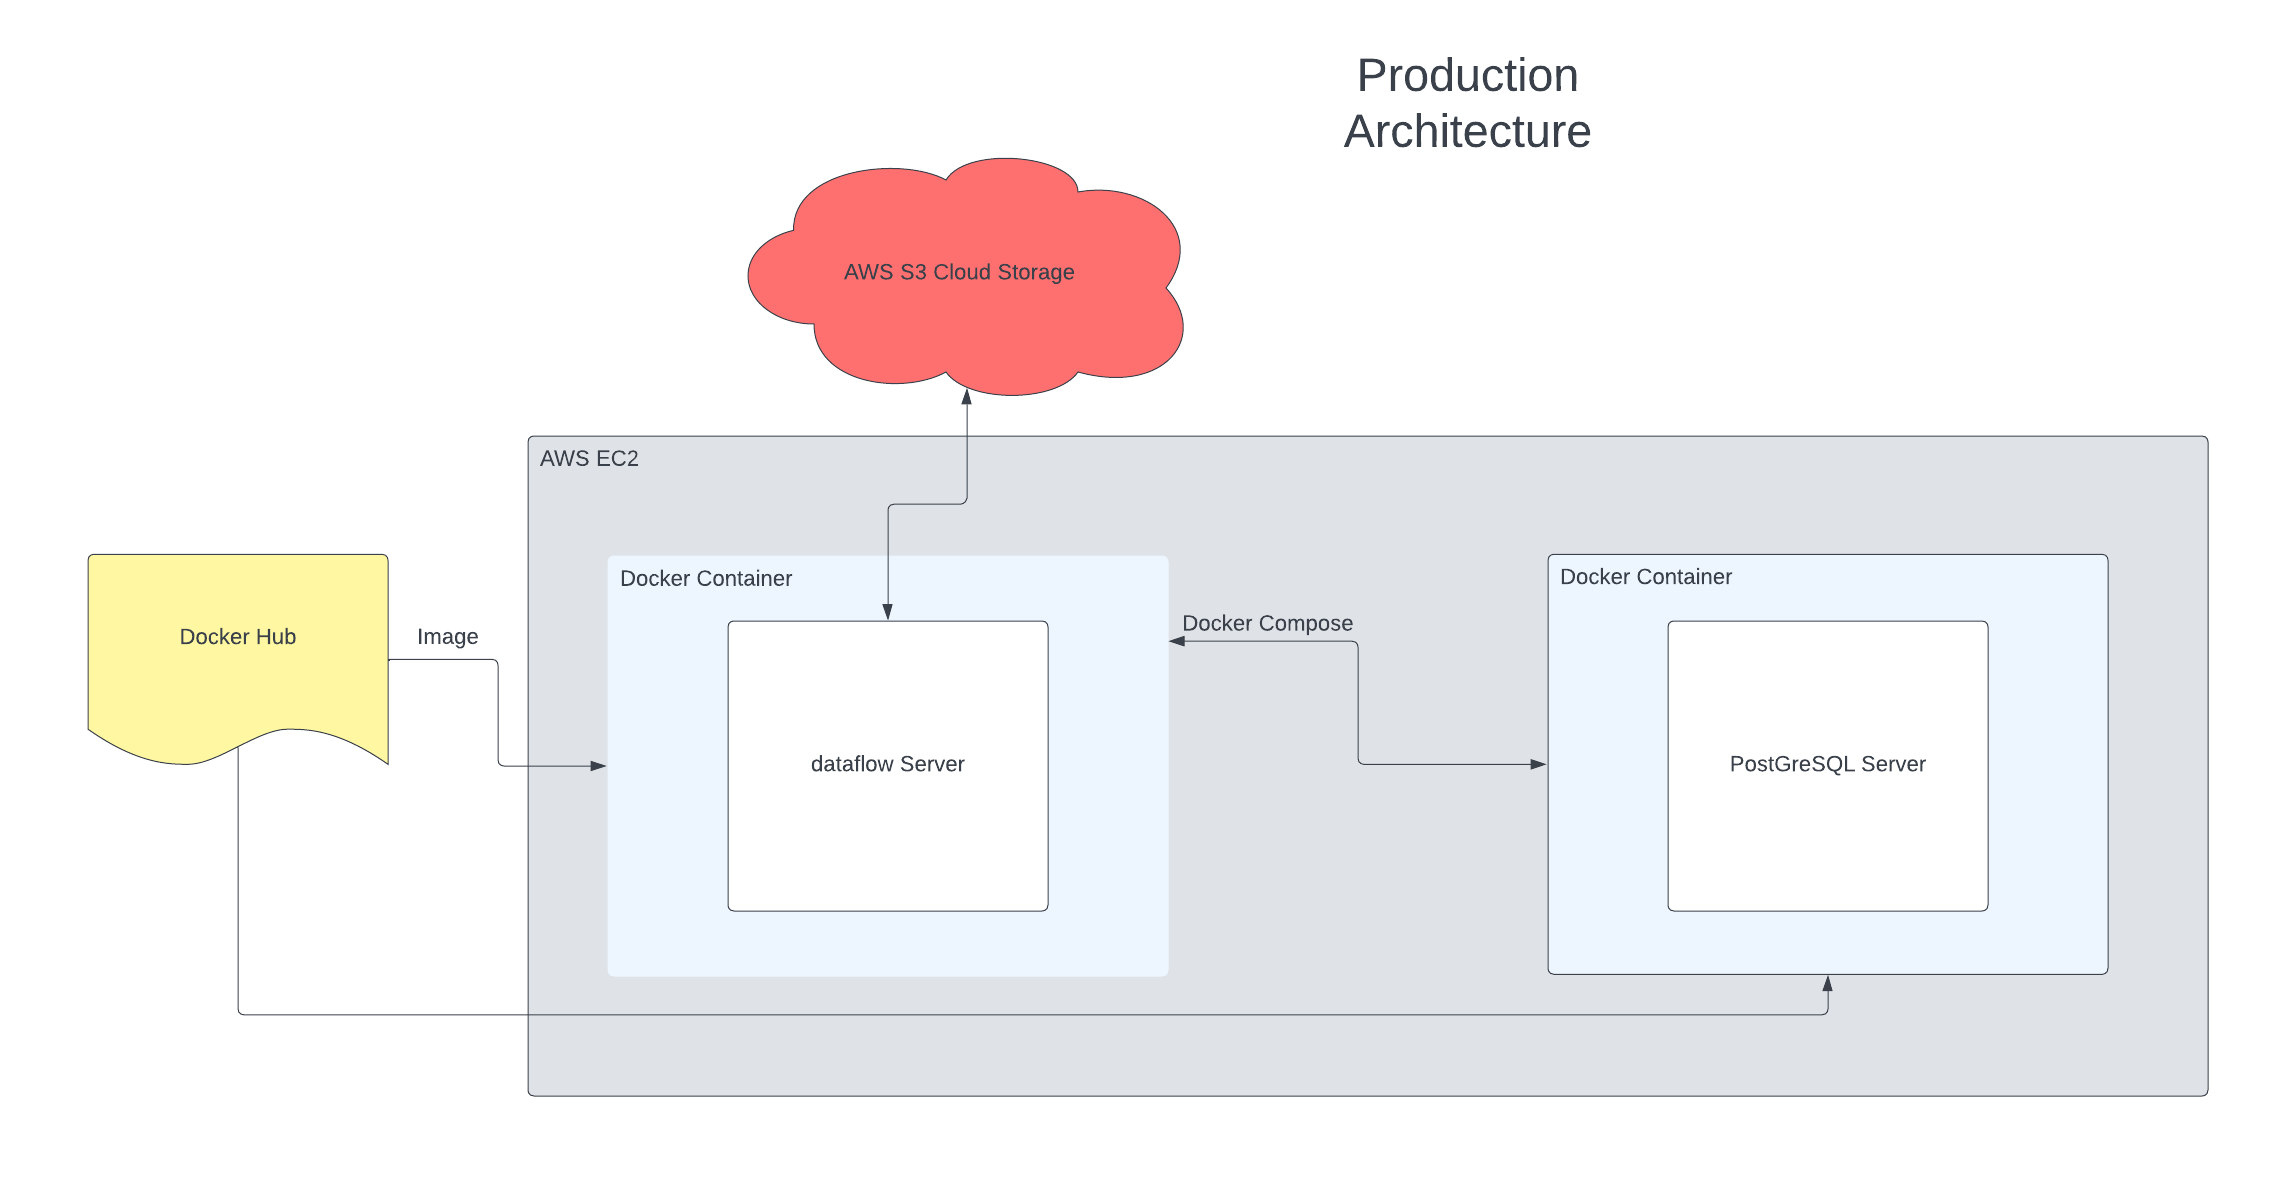 Production
Architecture
AWS S3 Cloud Storage
AWS EC2
Docker Hub
Image
Docker Container
dataflow Server
Docker Compose
Docker Container
PostGreSQL Server